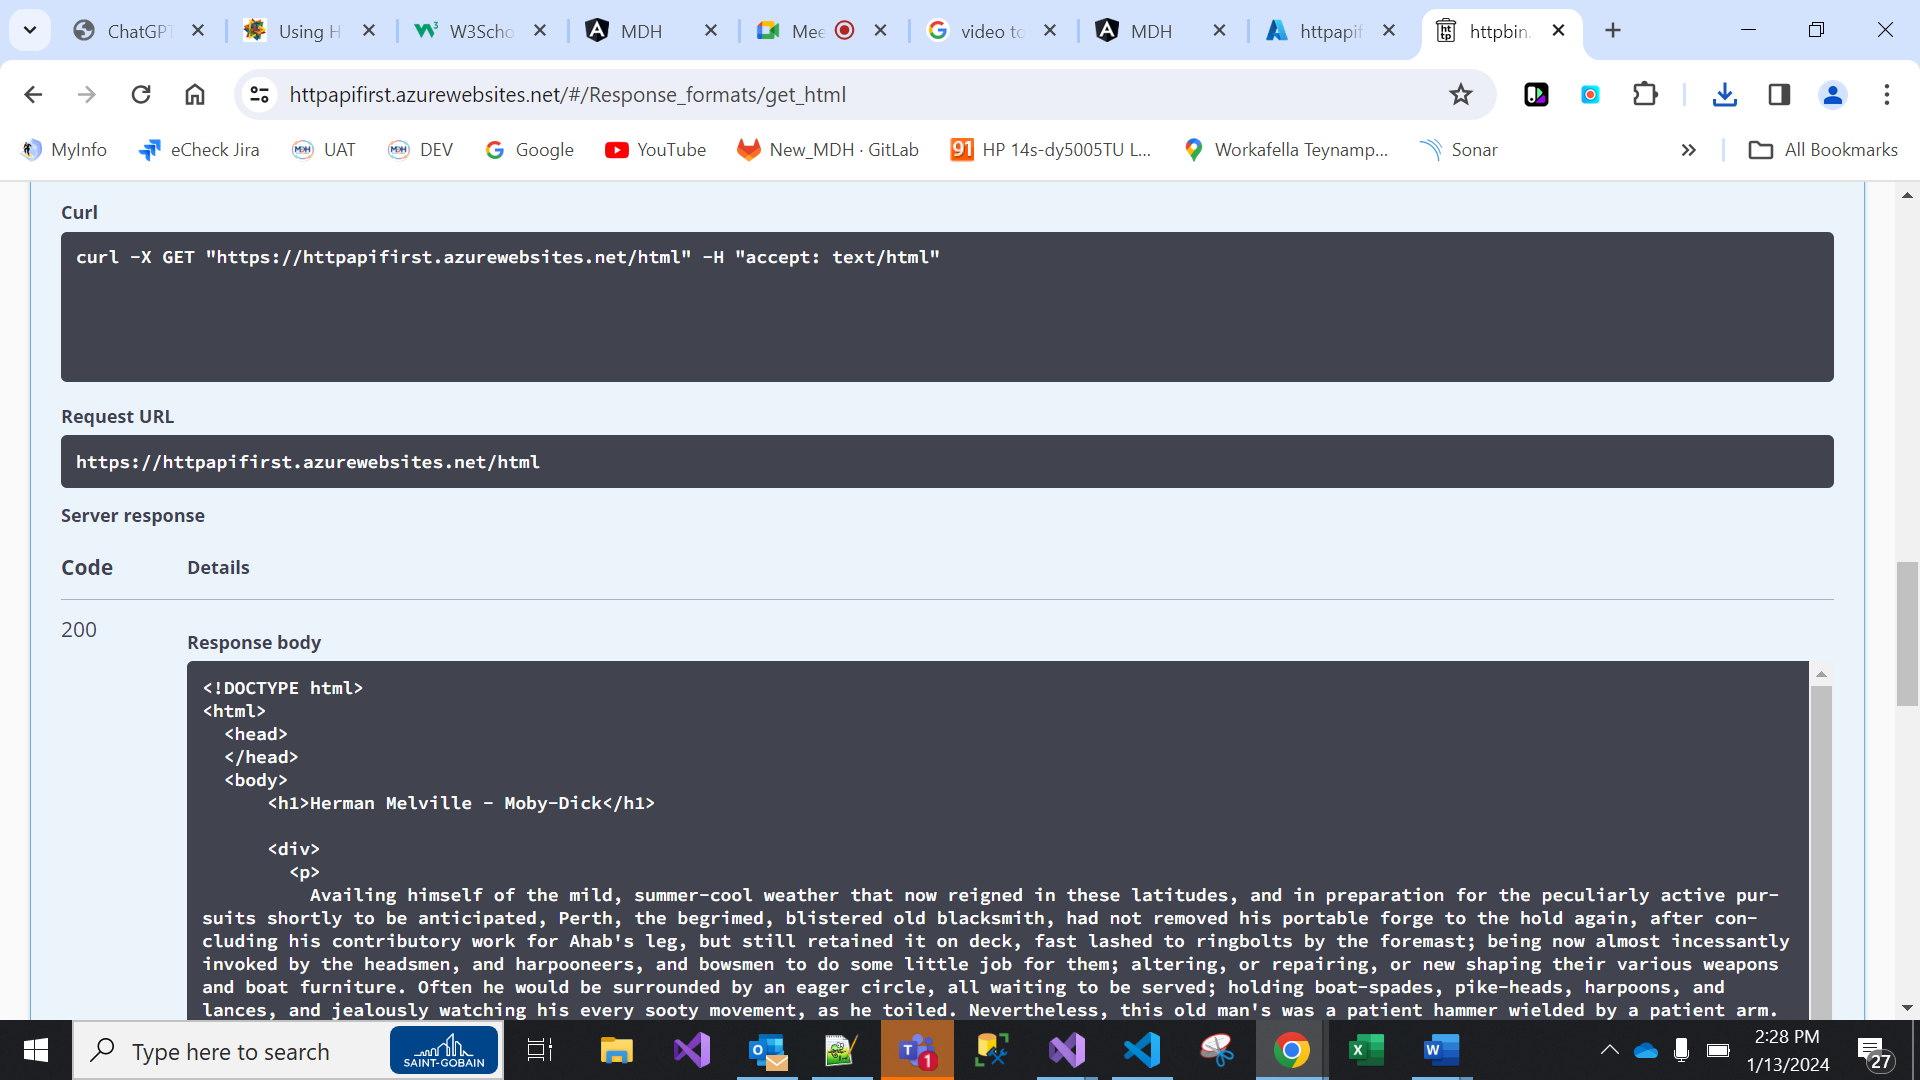 ChatGPT
Using H
W3Scho
MDH
Mee
video to
MDH
httpapif
httpbin.
httpapifirst.azurewebsites.net/#/Response_formats/get_html
MyInfo
eCheck Jira
UAT
DEV
Google
YouTube
New_MDH · GitLab
HP 14s-dy5005TU L...
Workafella Teynamp...
Sonar
All Bookmarks
Curl
curl -X GET "https://httpapifirst.azurewebsites.net/html" -H "accept: text/html"
Request URL
https://httpapifirst.azurewebsites.net/html
Server response
Code Details
200
Response body
<!DOCTYPE html>
<html>
<head>
</head>
<body>
<h1>Herman Melville - Moby-Dick</h1>
<div>
<p>
Availing himself of the mild, summer-cool weather that now reigned in these latitudes, and in preparation for the peculiarly active pur-
suits shortly to be anticipated, Perth, the begrimed, blistered old blacksmith, had not removed his portable forge to the hold again, after con-
cluding his contributory work for Ahab's leg, but still retained it on deck, fast lashed to ringbolts by the foremast; being now almost incessantly
invoked by the headsmen, and harpooneers, and bowsmen to do some little job for them; altering, or repairing, or new shaping their various weapons
and boat furniture. Often he would be surrounded by an eager circle, all waiting to be served; holding boat-spades, pike-heads, harpoons, and
lances, and jealously watching his every sooty movement, as he toiled. Nevertheless, this old man's was a patient hammer wielded by a patient arm.
Type here to search
SAINT-GOBAIN
1
2:28 PM
1/13/2024
27